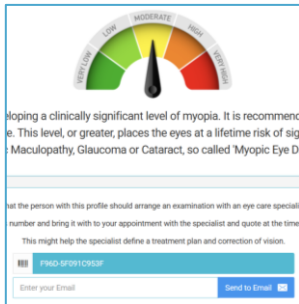 VERY LOW
LOW
MODERATE
HIGH
VERY HIGH
eloping a clinically significant level of myopia. It is recommend
e. This level, or greater, places the eyes at a lifetime risk of sig
c Maculopathy, Glaucoma or Cataract, so called 'Myopic Eye D
hat the person with this profile should arrange an examination with an eye care speciali
number and bring it with to your appointment with the specialist and quote at the time
This might help the specialist define a treatment plan and correction of vision.
F96D-5F091C953F
Enter your Email
Send to Email